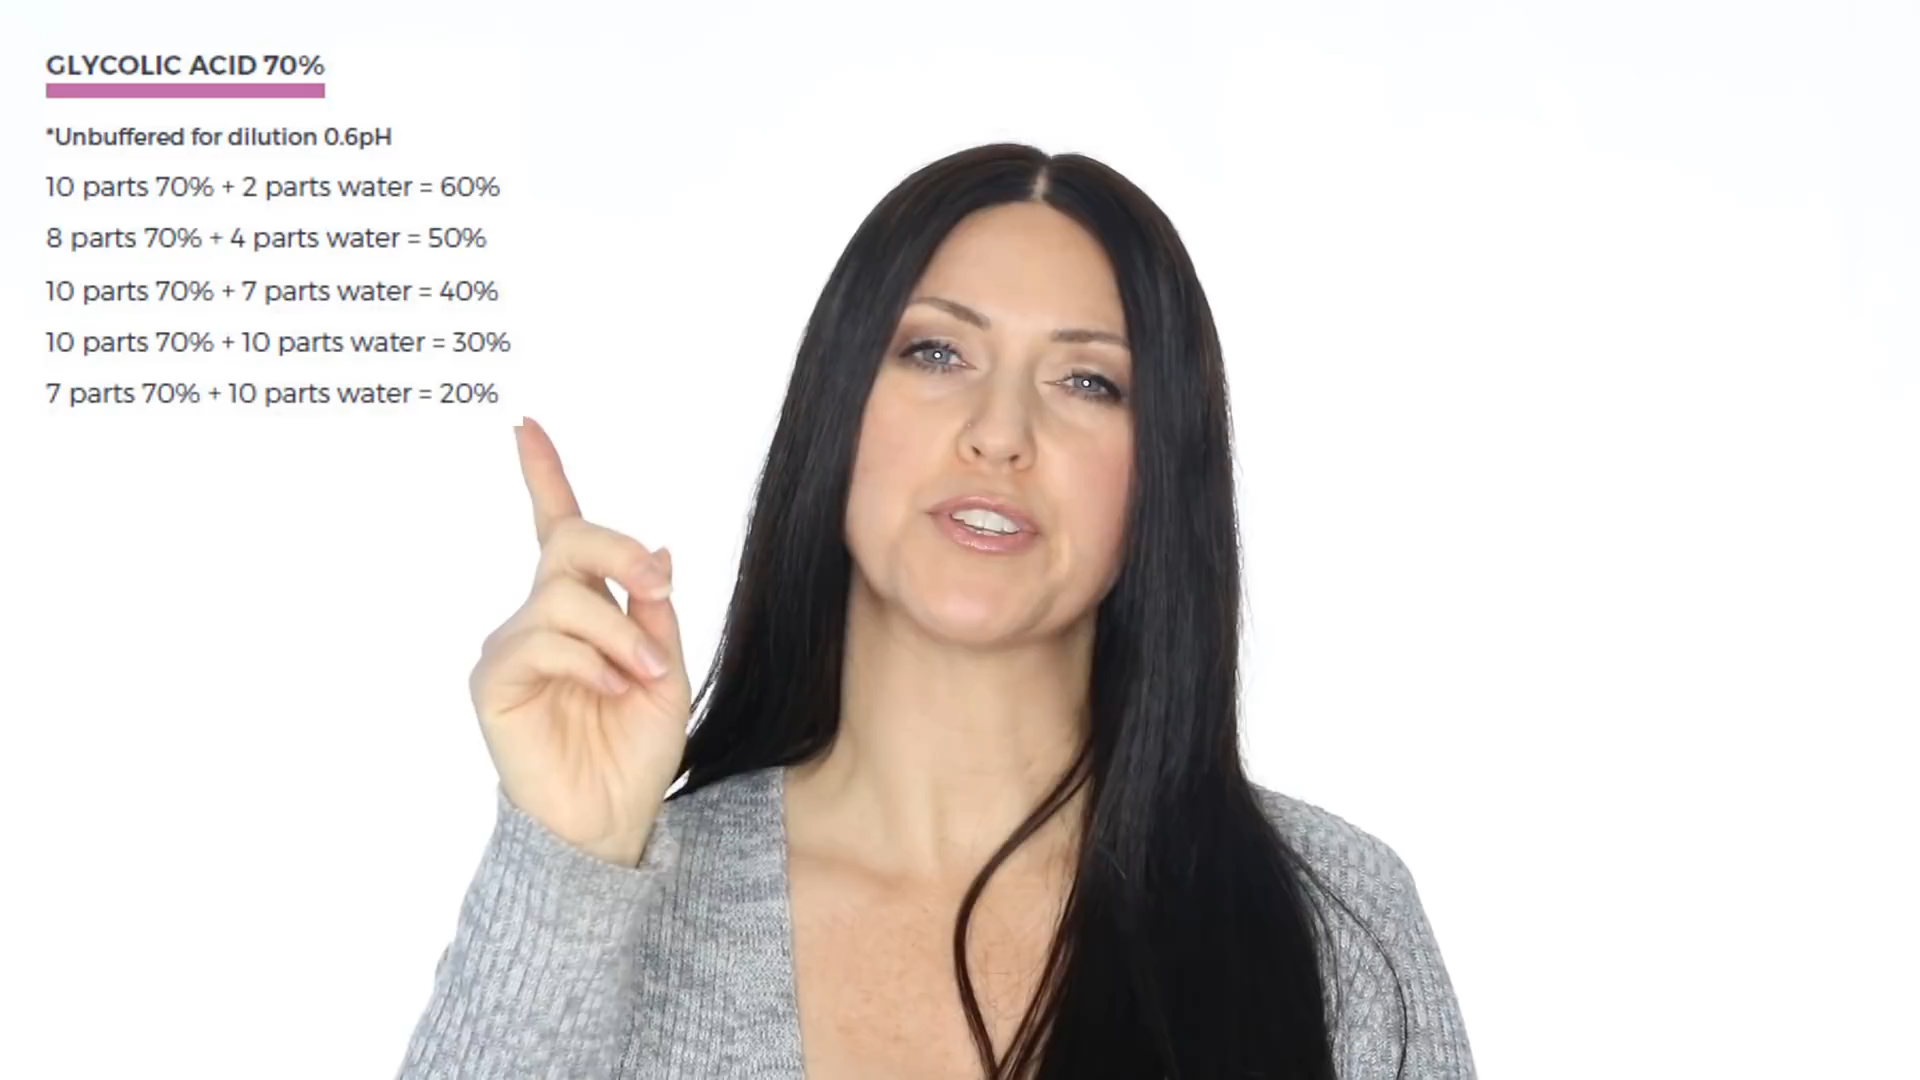 GLYCOLIC ACID 70%
*Unbuffered for dilution 0.6pH
10 parts 70% + 2 parts water = 60%
8 parts 70% + 4 parts water = 50%
10 parts 70% + 7 parts water = 40%
10 parts 70% + 10 parts water = 30%
7 parts 70% + 10 parts water = 20%